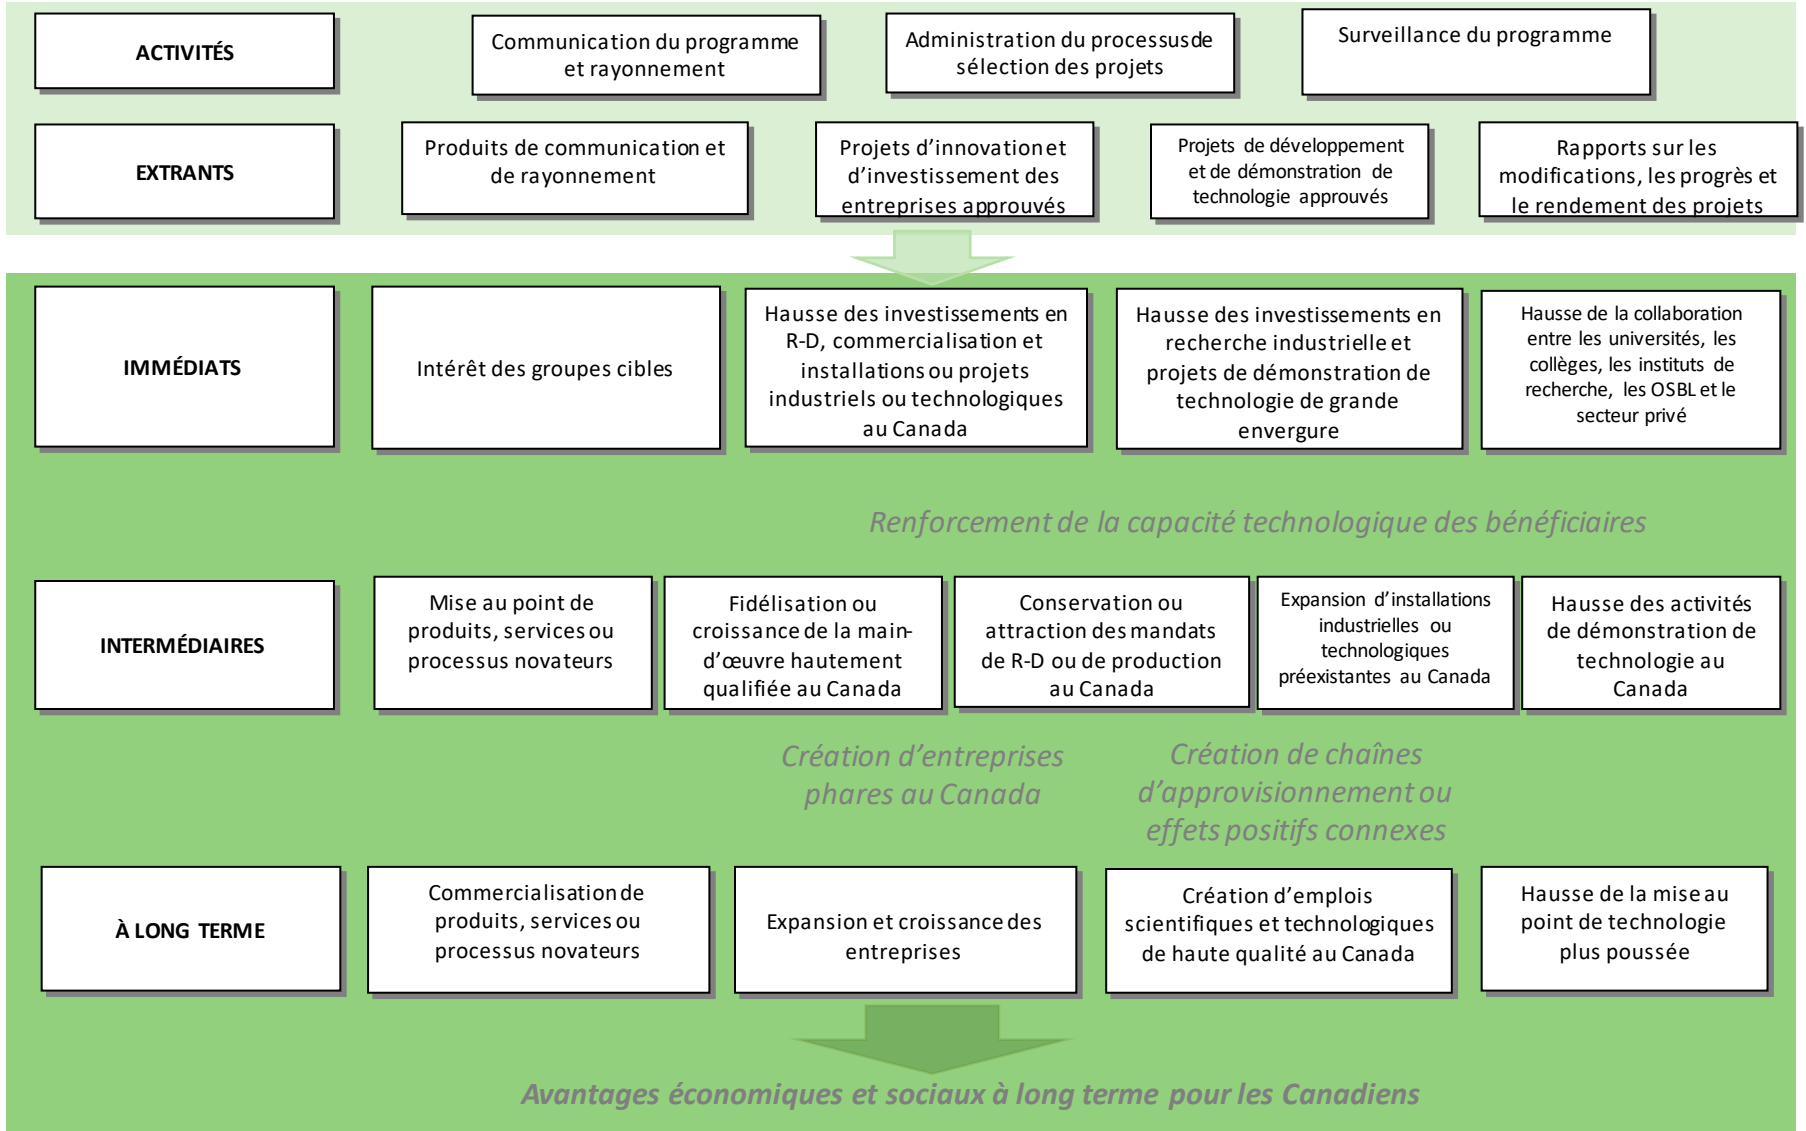 ACTIVITÉS
Communication du programme
et rayonnement
Administration du processus de
sélection des projets
Surveillance du programme
EXTRANTS
Produits de communication et
de rayonnement
Projets d’innovation et
d’investissement des
entreprises approuvés
Projets de développement
et de démonstration de
technologie approuvés
Rapports sur les
modifications, les progrès et
le rendement des projets
IMMÉDIATS
Intérêt des groupes cibles
Hausse des investissements en
R-D, commercialisation et
installations ou projets
industriels ou technologiques
au Canada
Hausse des investissements en
recherche industrielle et
projets de démonstration de
technologie de grande
envergure
Hausse de la collaboration
entre les universités, les
collèges, les instituts de
recherche, les OSBL et le
secteur privé
Renforcement de la capacité technologique des bénéficiaires
INTERMÉDIAIRES
Mise au point de
produits, services ou
processus novateurs
Fidélisation ou
croissance de la main-
d’œuvre hautement
qualifiée au Canada
Conservation ou
attraction des mandats
de R-D ou de production
au Canada
Expansion d’installations
industrielles ou
technologiques
préexistantes au Canada
Hausse des activités
de démonstration de
technologie au
Canada
Création d’entreprises
phares au Canada
Création de chaînes
d’approvisionnement ou
effets positifs connexes
À LONG TERME
Commercialisation de
produits, services ou
processus novateurs
Expansion et croissance des
entreprises
Création d’emplois
scientifiques et technologiques
de haute qualité au Canada
Hausse de la mise au
point de technologie
plus poussée
Avantages économiques et sociaux à long terme pour les Canadiens